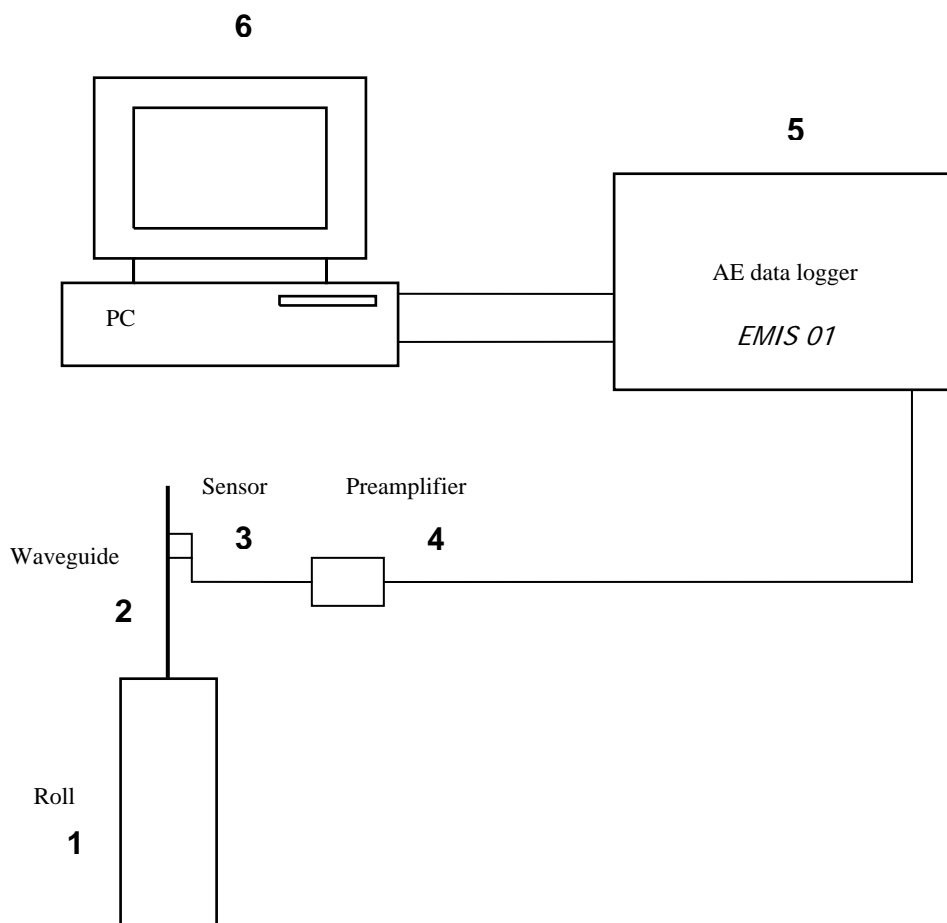 6
5
AE data logger
PC
EMIS 01
Sensor
Preamplifier
3
4
Waveguide
2
Roll
1